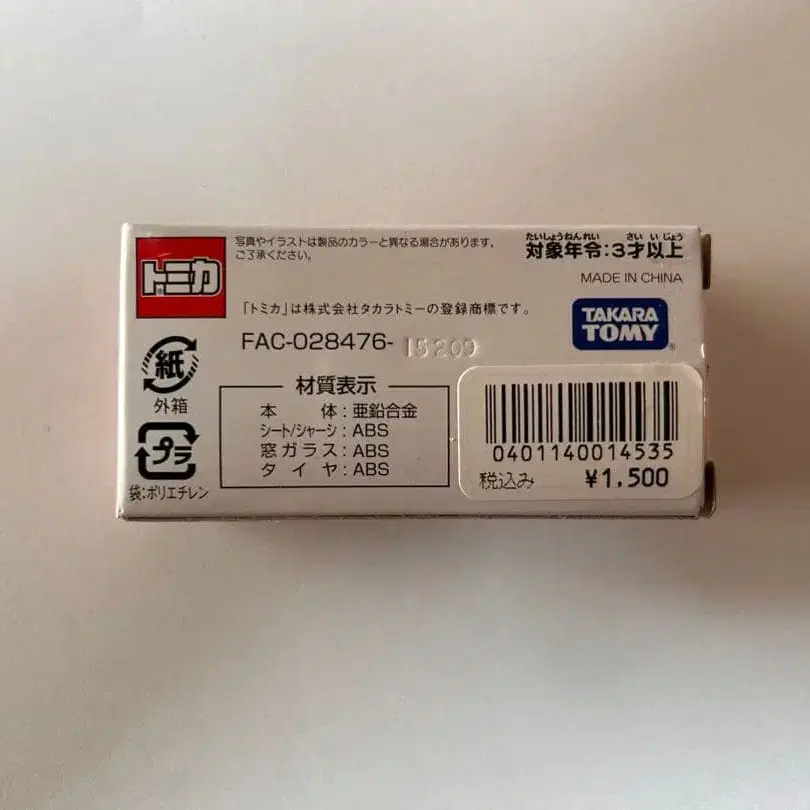 トミカ®
写真やイラストは製品のカラーと異なる場合があります。
ご了承ください。
たいしょうねんれい さい いじょう
対象年令:3才以上
MADE IN CHINA
「トミカ」は株式会社タカラトミーの登録商標です。
TAKARA
TOMY®
FAC-028476- 15209
紙
外箱
プラ
袋:ポリエチレン
材質表示
本 体:亜鉛合金
シート/シャーシ:ABS
窓ガラス:ABS
タイヤ:ABS
0401140014535
税込み ¥1,500